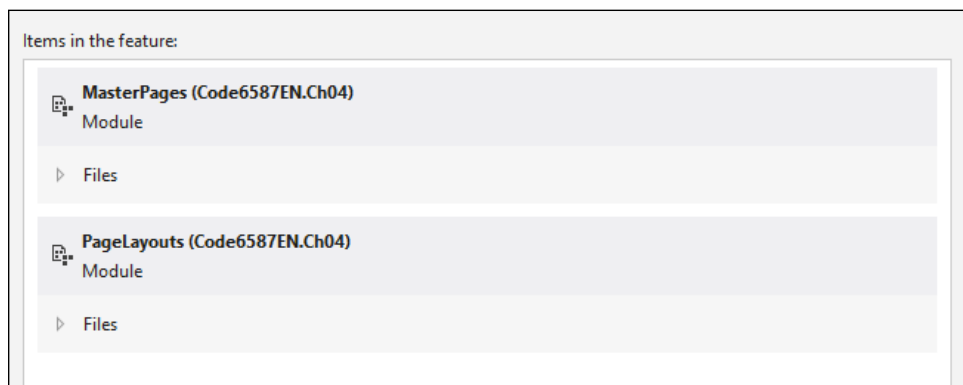 Items in the feature:
MasterPages (Code6587EN.Ch04)
Module
Files
PageLayouts (Code6587EN.Ch04)
Module
Files